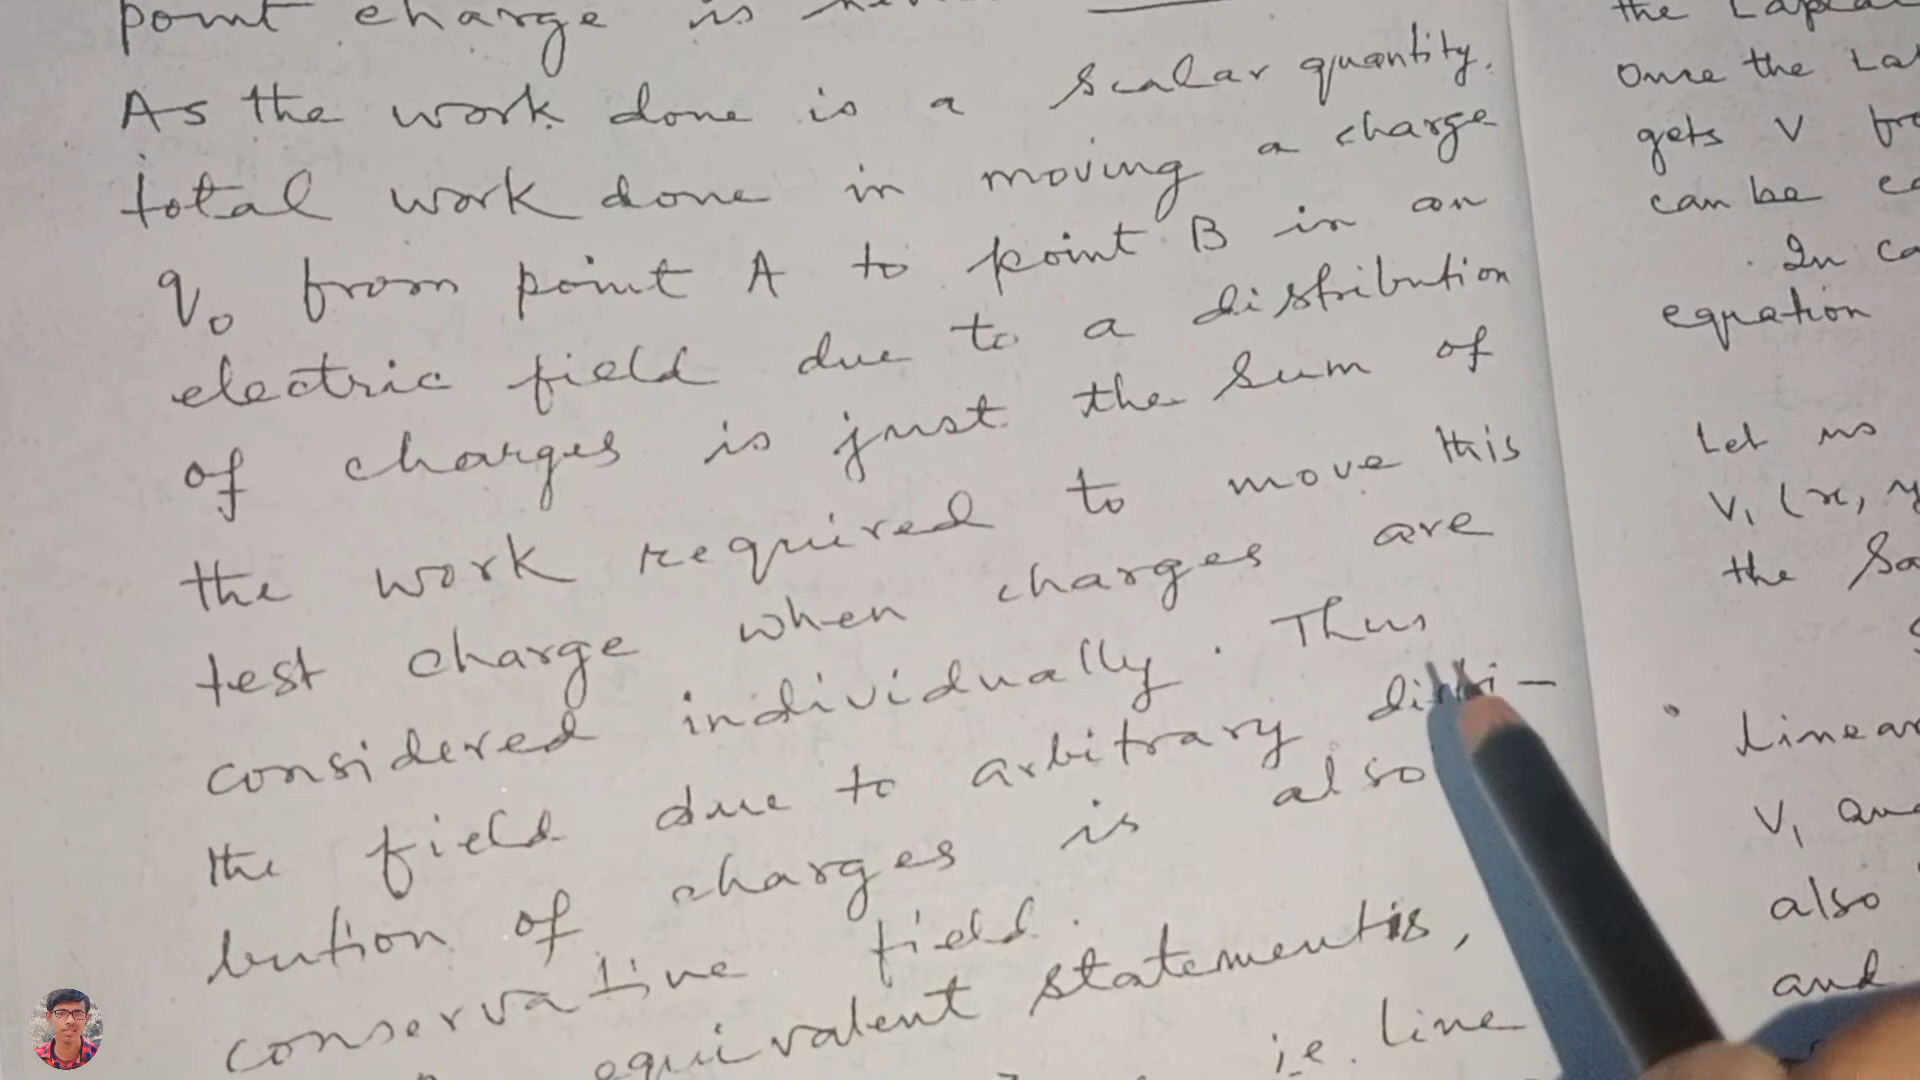 point charge is
As the work done is a scalar quantity.
total work done in moving a charge
q0 from point A to point B in an
electric field due to a distribution
of charges is just the sum of
the work required to move this
test charge when charges are
considered individually. Thus
the field due to arbitrary
bution of charges is also
conservative field.
equivalent statement is,
i.e. line
the
Once the
gets V
can be
In
equation
Let us
V1 (x, y
the
linear
V1
also
and